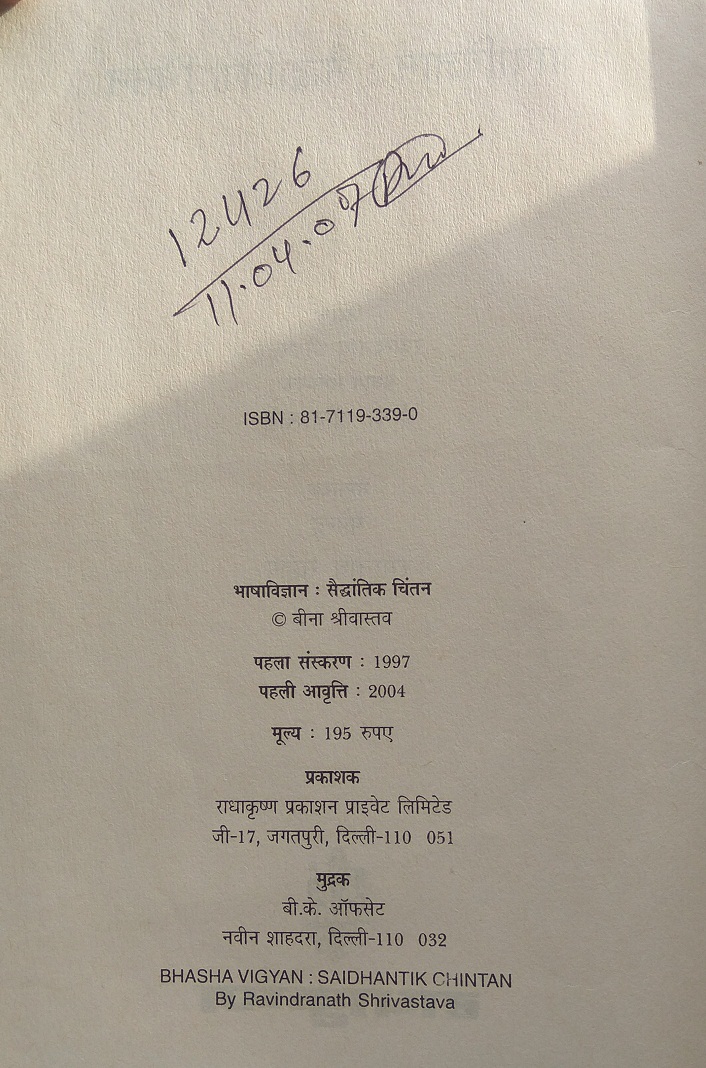 12426
11.04.07
ISBN : 81-7119-339-0
भाषाविज्ञान : सैद्धांतिक चिंतन
© बीना श्रीवास्तव
पहला संस्करण : 1997
पहली आवृत्ति : 2004
मूल्य : 195 रुपए
प्रकाशक
राधाकृष्ण प्रकाशन प्राइवेट लिमिटेड
जी-17, जगतपुरी, दिल्ली-110 051
मुद्रक
बी.के. ऑफसेट
नवीन शाहदरा, दिल्ली-110 032
BHASHA VIGYAN : SAIDHANTIK CHINTAN
By Ravindranath Shrivastava